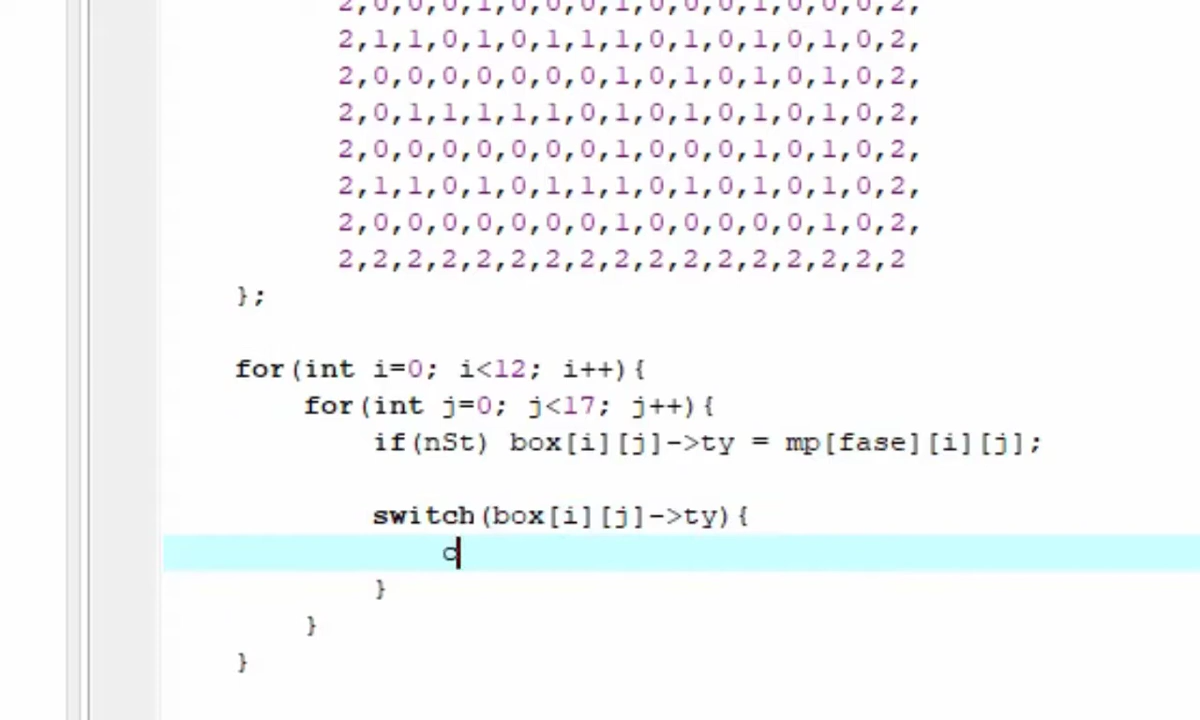 2,0,0,0,1,0,0,0,1,0,0,0,1,0,0,0,2,
2,1,1,0,1,0,1,1,1,0,1,0,1,0,1,0,2,
2,0,0,0,0,0,0,0,1,0,1,0,1,0,1,0,2,
2,0,1,1,1,1,1,0,1,0,1,0,1,0,1,0,2,
2,0,0,0,0,0,0,0,1,0,0,0,1,0,1,0,2,
2,1,1,0,1,0,1,1,1,0,1,0,1,0,1,0,2,
2,0,0,0,0,0,0,0,1,0,0,0,0,0,1,0,2,
2,2,2,2,2,2,2,2,2,2,2,2,2,2,2,2,2
};
for(int i=0; i<12; i++){
for(int j=0; j<17; j++){
if(nSt) box[i][j]->ty = mp[fase][i][j];
switch(box[i][j]->ty){
c
}
}
}